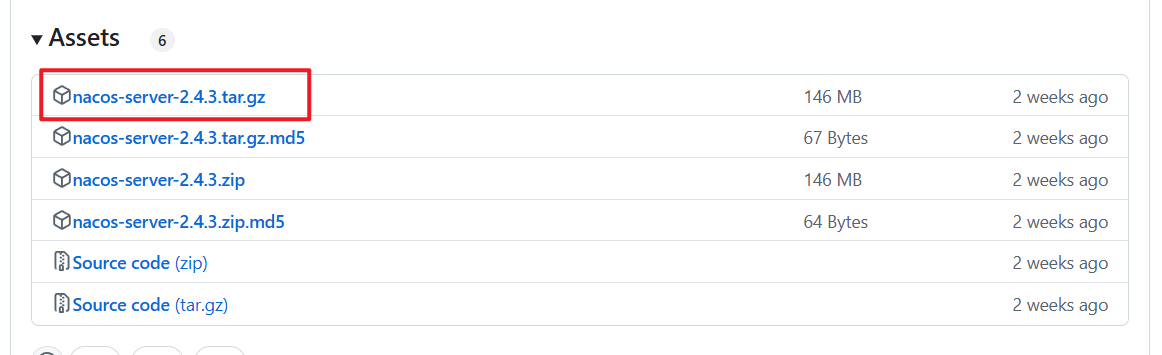 Assets 6
nacos-server-2.4.3.tar.gz 146 MB 2 weeks ago
nacos-server-2.4.3.tar.gz.md5 67 Bytes 2 weeks ago
nacos-server-2.4.3.zip 146 MB 2 weeks ago
nacos-server-2.4.3.zip.md5 64 Bytes 2 weeks ago
Source code (zip) 2 weeks ago
Source code (tar.gz) 2 weeks ago